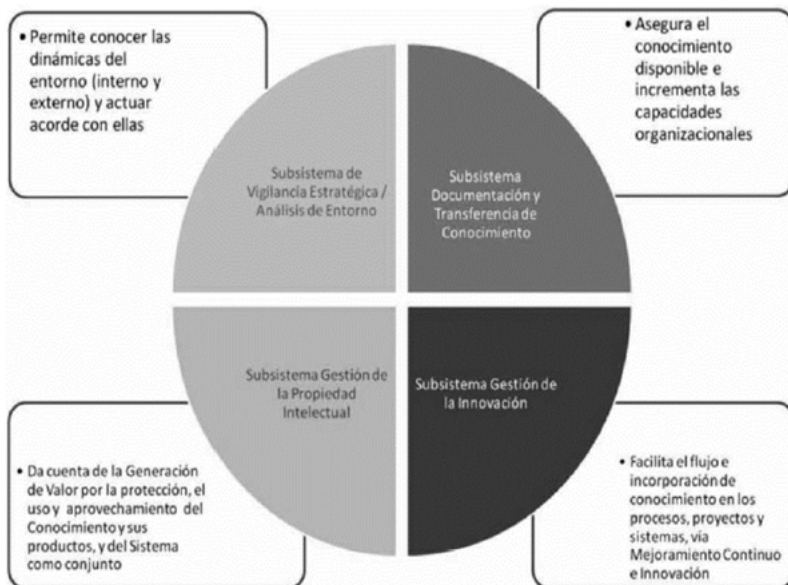 • Permite conocer las
dinámicas del
entorno (interno y
externo) y actuar
acorde con ellas
• Asegura el
conocimiento
disponible e
incrementa las
capacidades
organizacionales
Subsistema de
Vigilancia Estratégica /
Análisis de Entorno
Subsistema
Documentación y
Transferencia de
Conocimiento
Subsistema Gestión de
la Propiedad
Intelectual
Subsistema Gestión de
la Innovación
• Da cuenta de la Generación
de Valor por la protección, el
uso y aprovechamiento del
Conocimiento y sus
productos, y del Sistema
como conjunto
• Facilita el flujo e
incorporación de
conocimiento en los
procesos, proyectos y
sistemas, vía
Mejoramiento Continuo
e Innovación